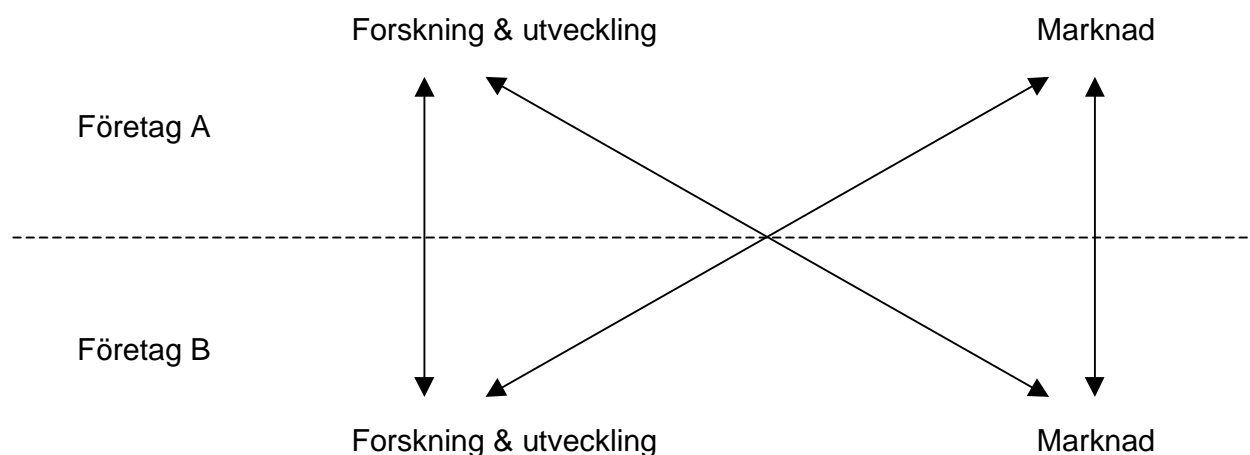 Forskning & utveckling Marknad
Företag A
Företag B
Forskning & utveckling Marknad